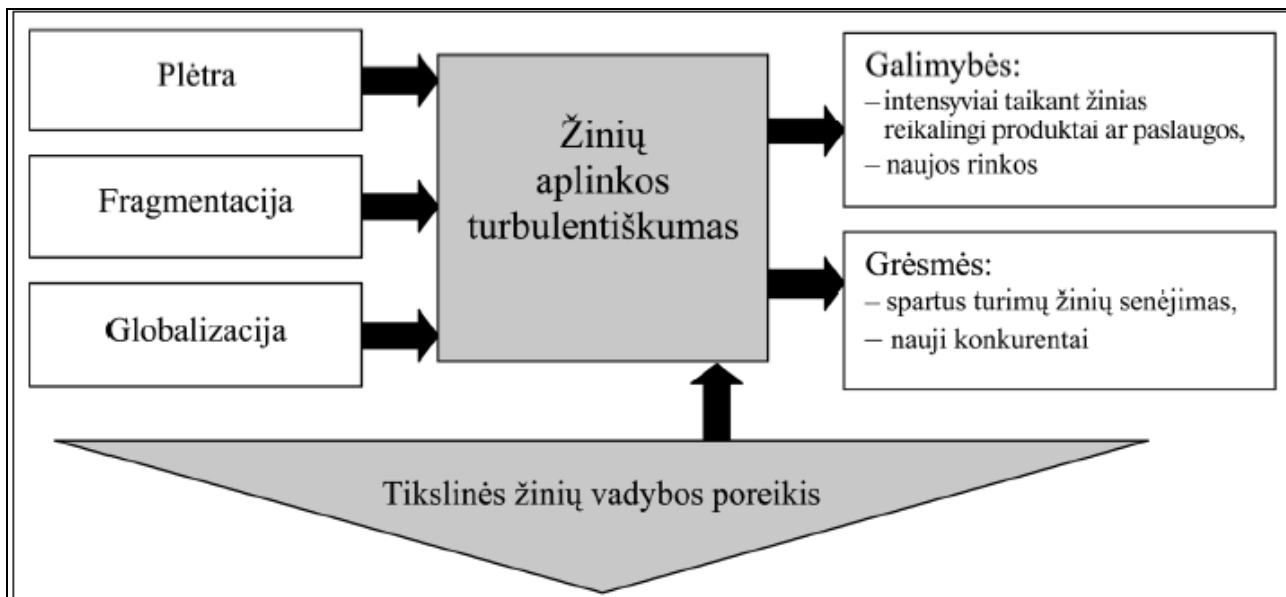 Plėtra
Fragmentacija
Globalizacija
Žinių
aplinkos
turbulentiškumas
Galimybės:
– intensyviai taikant žinias
reikalingi produktai ar paslaugos,
– naujos rinkos
Grėsmės:
– spartus turimų žinių senėjimas,
– nauji konkurentai
Tikslinės žinių vadybos poreikis